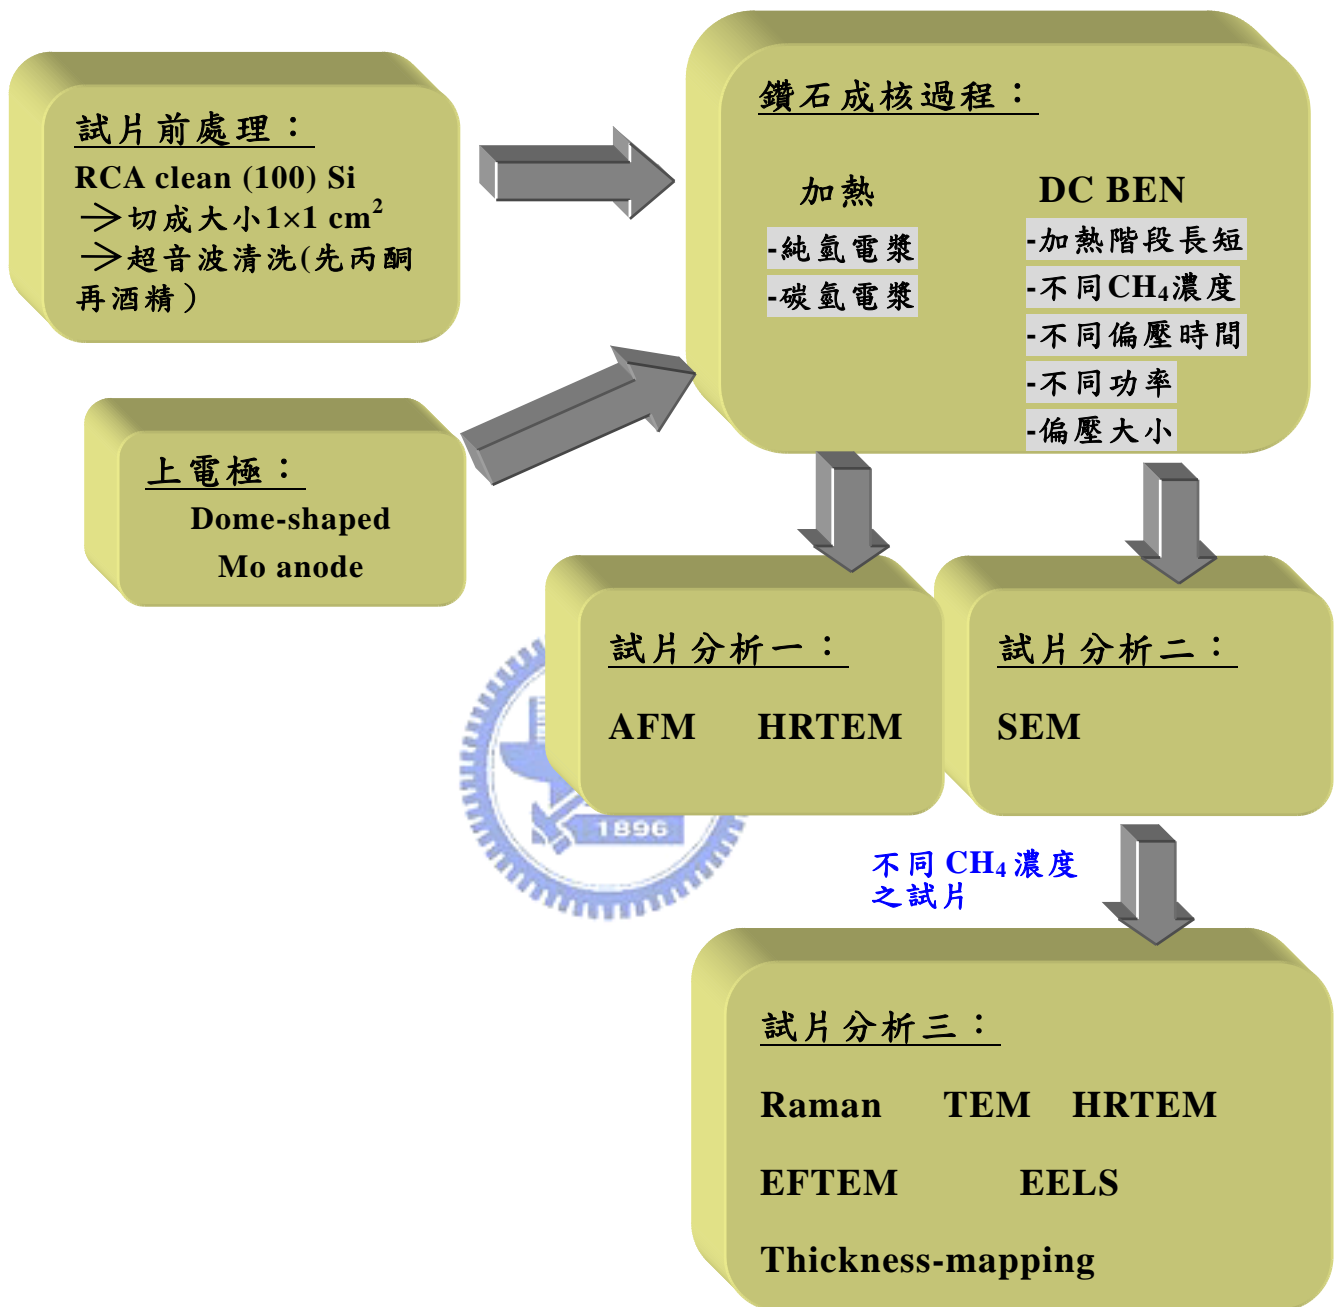 試片前處理：
RCA clean (100) Si
→切成大小1×1 cm²
→超音波清洗(先丙酮
再酒精）
上電極：
Dome-shaped
Mo anode
鑽石成核過程：
加熱
-純氫電漿
-碳氫電漿
DC BEN
-加熱階段長短
-不同CH₄濃度
-不同偏壓時間
-不同功率
-偏壓大小
試片分析一：
AFM HRTEM
試片分析二：
SEM
1896
不同 CH₄ 濃度
之試片
試片分析三：
Raman TEM HRTEM
EFTEM EELS
Thickness-mapping